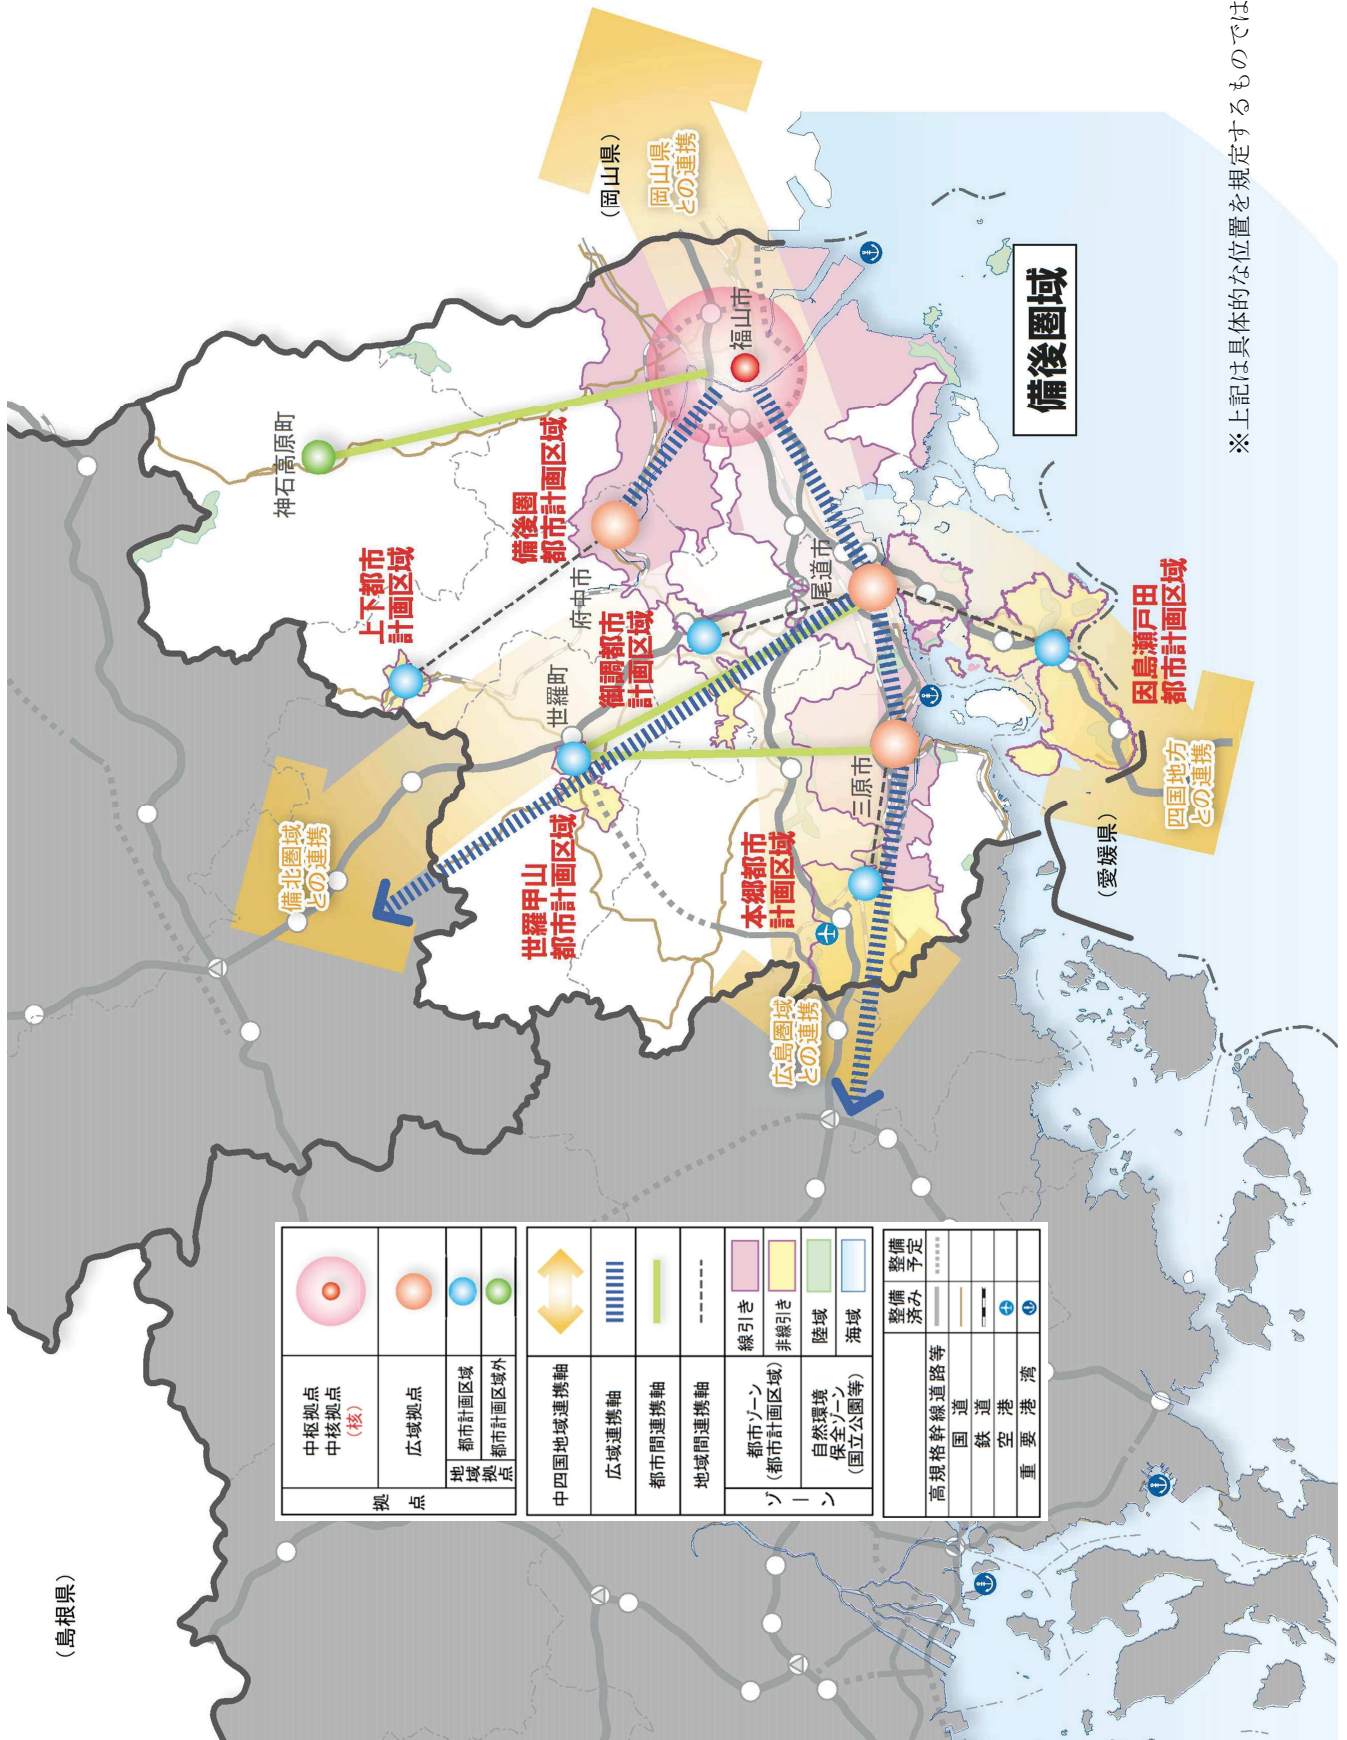 (島根県)
(岡山県)
岡山県
との連携
神石高原町
福山市
備後圏
都市計画区域
上下都市
計画区域
府中市
備北圏域
との連携
世羅町
御調都市
計画区域
尾道市
世羅甲山
都市計画区域
三原市
本郷都市
計画区域
因島瀬戸田
都市計画区域
広島圏域
との連携
四国地方
との連携
(愛媛県)
備後圏域
※上記は具体的な位置を規定するものでは
拠点
中枢拠点
中核拠点
(核)
広域拠点
地域拠点
都市計画区域
都市計画区域外
中四国地域連携軸
広域連携軸
都市間連携軸
地域間連携軸
ゾーン
都市ゾーン
(都市計画区域)
線引き
非線引き
自然環境
保全ゾーン
(国立公園等)
陸域
海域
整備
済み
整備
予定
高規格幹線道路等
国道
鉄道
空港
重要港湾